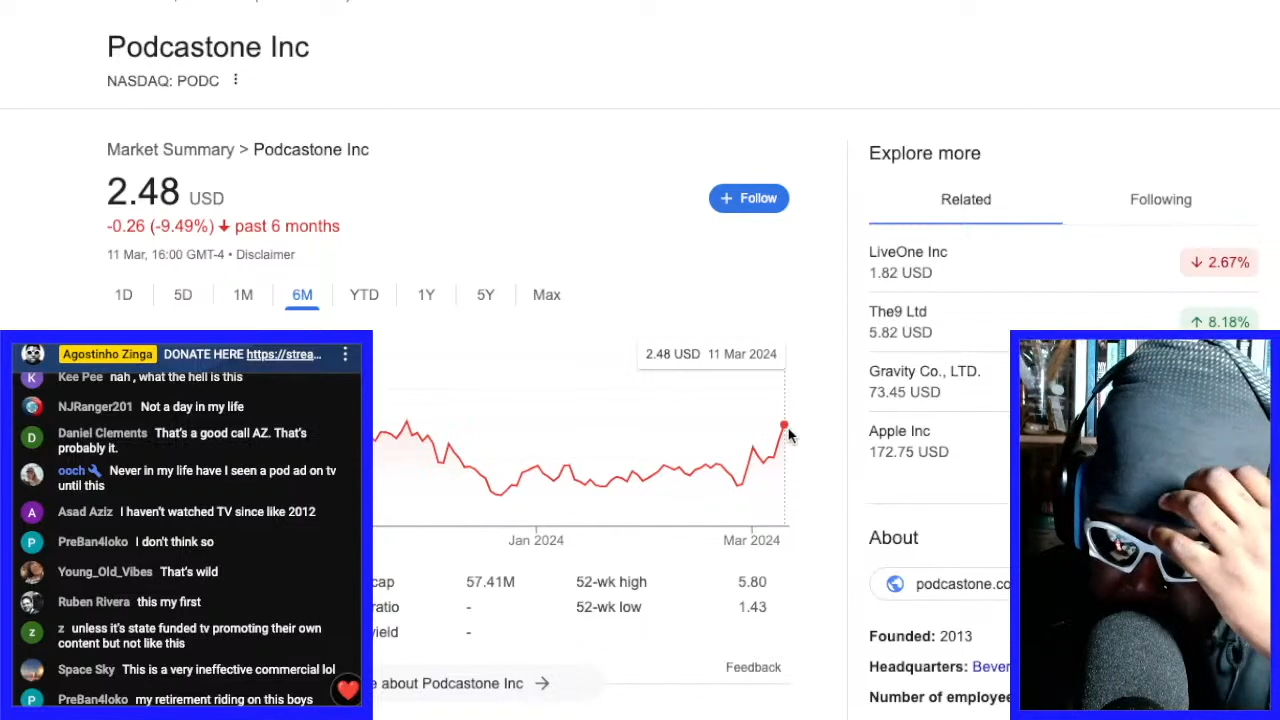 Podcastone Inc
NASDAQ: PODC
Market Summary > Podcastone Inc
2.48 USD
-0.26 (-9.49%) ↓ past 6 months
11 Mar, 16:00 GMT-4 • Disclaimer
+ Follow
1D 5D 1M 6M YTD 1Y 5Y Max
2.48 USD 11 Mar 2024
Jan 2024 Mar 2024
cap 57.41M 52-wk high 5.80
ratio - 52-wk low 1.43
yield -
Feedback
e about Podcastone Inc →
Explore more
Related Following
LiveOne Inc
1.82 USD
↓ 2.67%
The9 Ltd
5.82 USD
↑ 8.18%
Gravity Co., LTD.
73.45 USD
Apple Inc
172.75 USD
About
podcastone.co
Founded: 2013
Headquarters: Bever
Number of employee
Agostinho Zinga DONATE HERE https://strea...
K Kee Pee nah , what the hell is this
NJRanger201 Not a day in my life
D Daniel Clements That's a good call AZ. That's
probably it.
ooch Never in my life have I seen a pod ad on tv
until this
A Asad Aziz I haven't watched TV since like 2012
P PreBan4loko I don't think so
Young_Old_Vibes That's wild
Ruben Rivera this my first
z z unless it's state funded tv promoting their own
content but not like this
Space Sky This is a very ineffective commercial lol
P PreBan4loko my retirement riding on this boys